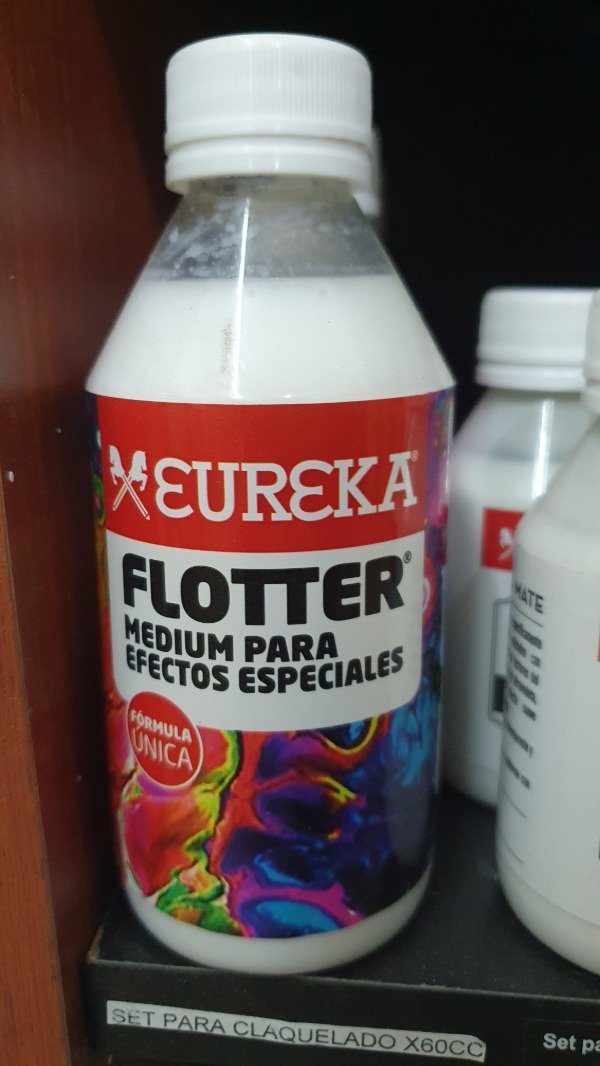 EUREKA®
FLOTTER®
MEDIUM PARA
EFECTOS ESPECIALES
FÓRMULA
ÚNICA
MATE
SET PARA CLAQUELADO X60CC
Set pa